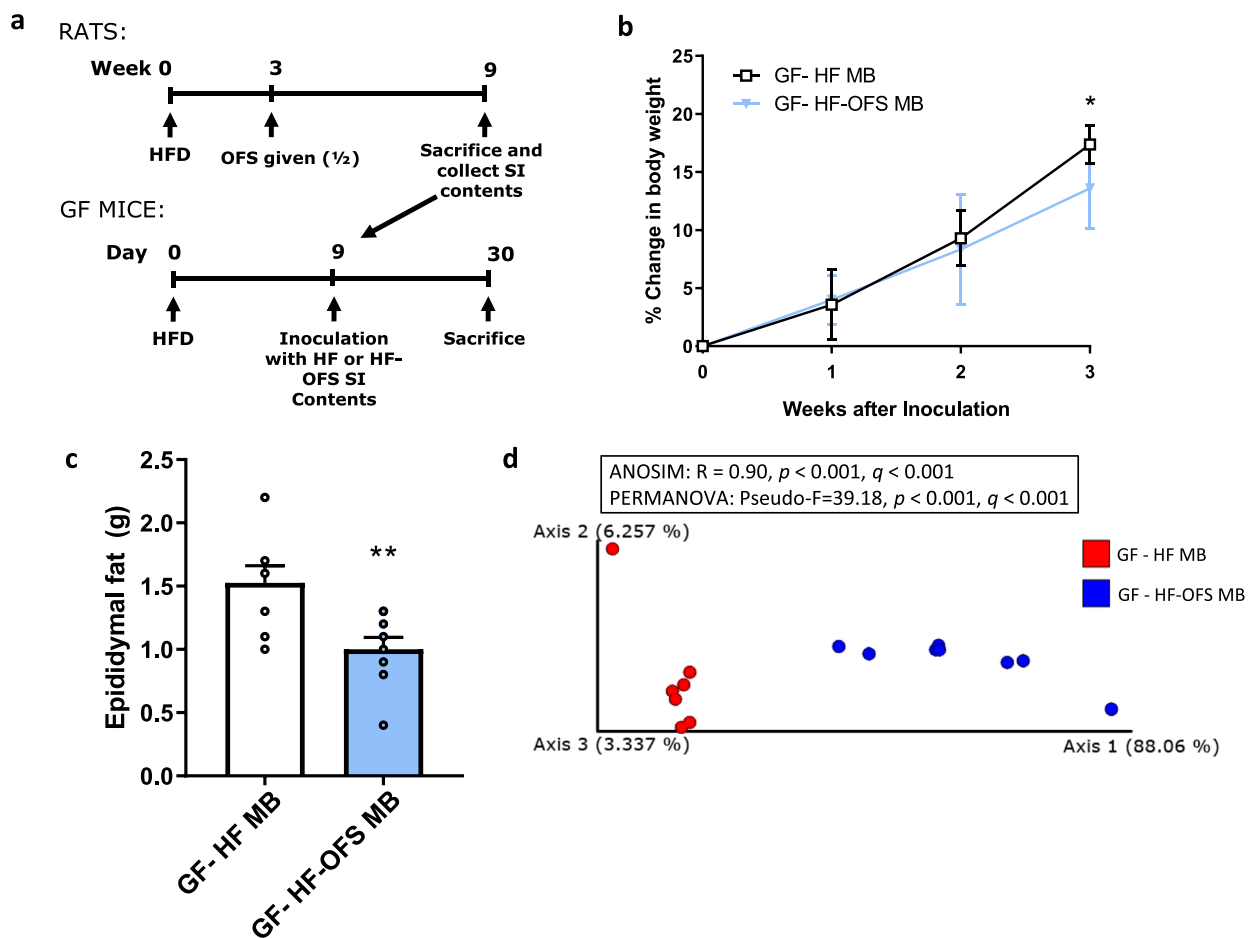 a
RATS:
Week 0 3 9
HFD
OFS given (½)
Sacrifice and
collect SI
contents
GF MICE:
Day 0 9 30
HFD
Inoculation
with HF or HF-
OFS SI
Contents
Sacrifice
b
25
20
15
10
5
0
% Change in body weight
GF- HF MB
GF- HF-OFS MB
*
0 1 2 3
Weeks after Inoculation
c
2.5
2.0
1.5
1.0
0.5
0.0
Epididymal fat (g)
**
GF- HF MB
GF- HF-OFS MB
d
ANOSIM: R = 0.90, p < 0.001, q < 0.001
PERMANOVA: Pseudo-F=39.18, p < 0.001, q < 0.001
Axis 2 (6.257 %)
GF - HF MB
GF - HF-OFS MB
Axis 3 (3.337 %)
Axis 1 (88.06 %)